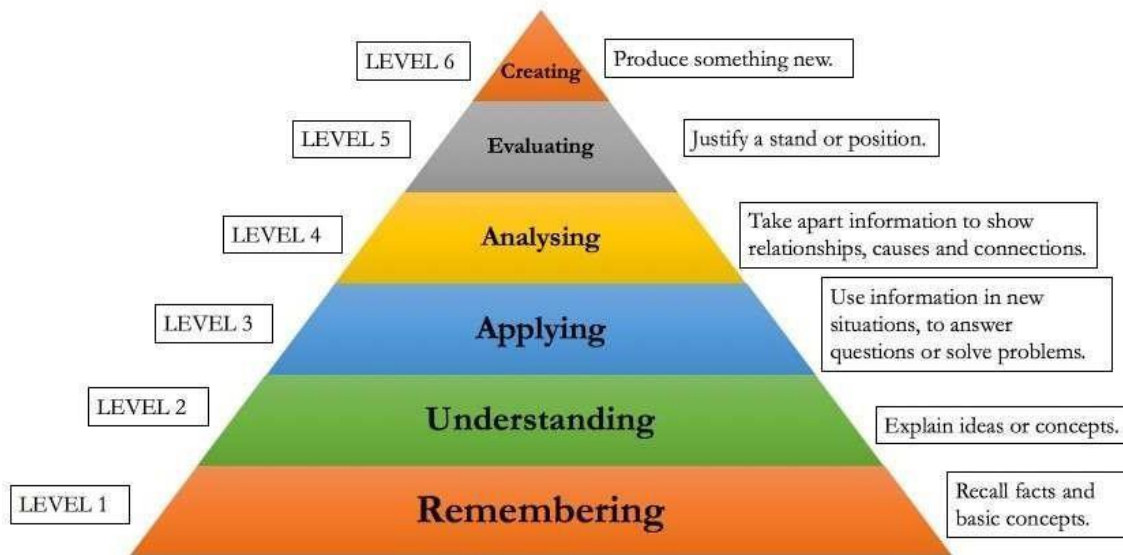 LEVEL 6
Creating
Produce something new.
LEVEL 5
Evaluating
Justify a stand or position.
LEVEL 4
Analysing
Take apart information to show
relationships, causes and connections.
LEVEL 3
Applying
Use information in new
situations, to answer
questions or solve problems.
LEVEL 2
Understanding
Explain ideas or concepts.
LEVEL 1
Remembering
Recall facts and
basic concepts.